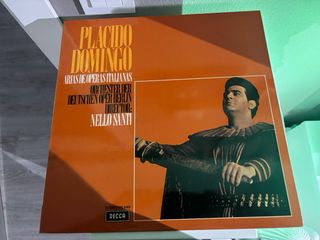 PLACIDO
DOMINGO
ARIAS DE OPERAS ITALIANAS
ORCHESTER DER
DEUTSCHEN OPER BERLIN
DIRECTOR:
NELLO SANTI
DECCA